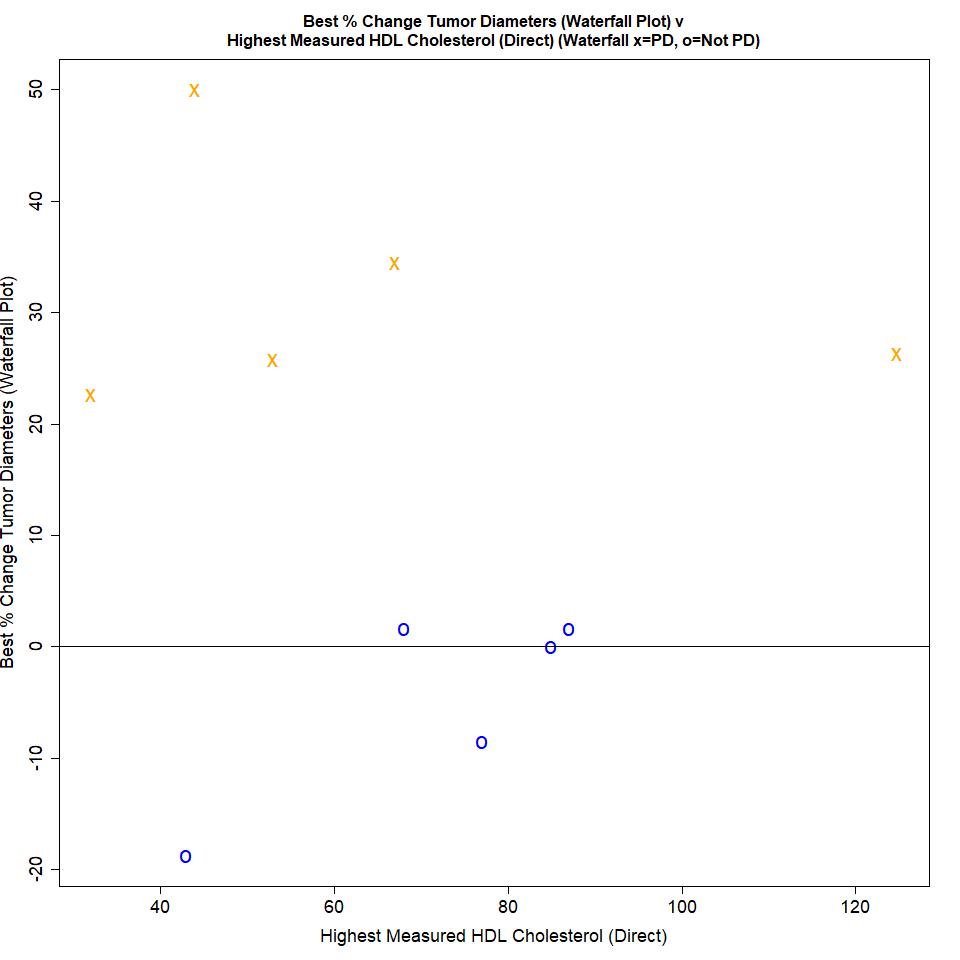 Best % Change Tumor Diameters (Waterfall Plot) v
Highest Measured HDL Cholesterol (Direct) (Waterfall x=PD, o=Not PD)
Best % Change Tumor Diameters (Waterfall Plot)
50
40
30
20
10
0
-10
-20
X
X
X
X
X
O
O
O
O
O
40 60 80 100 120
Highest Measured HDL Cholesterol (Direct)